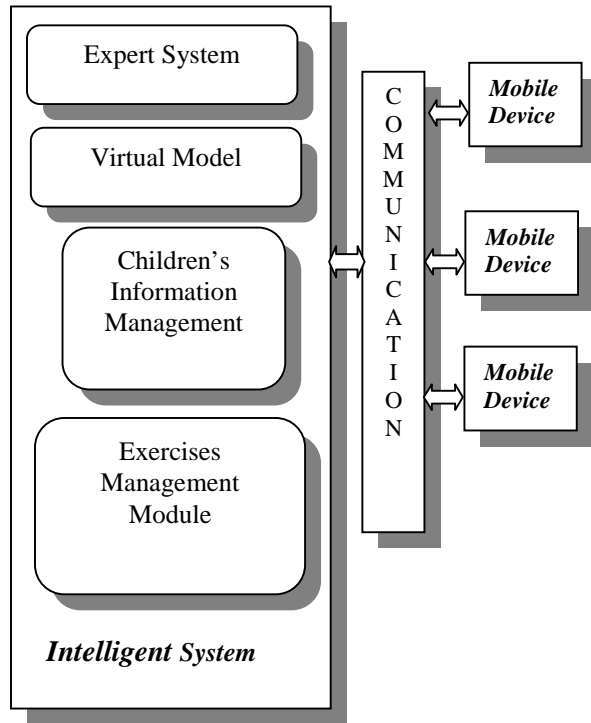 Expert System
Virtual Model
Children's
Information
Management
Exercises
Management
Module
Intelligent System
C
O
M
M
U
N
I
C
A
T
I
O
N
Mobile
Device
Mobile
Device
Mobile
Device